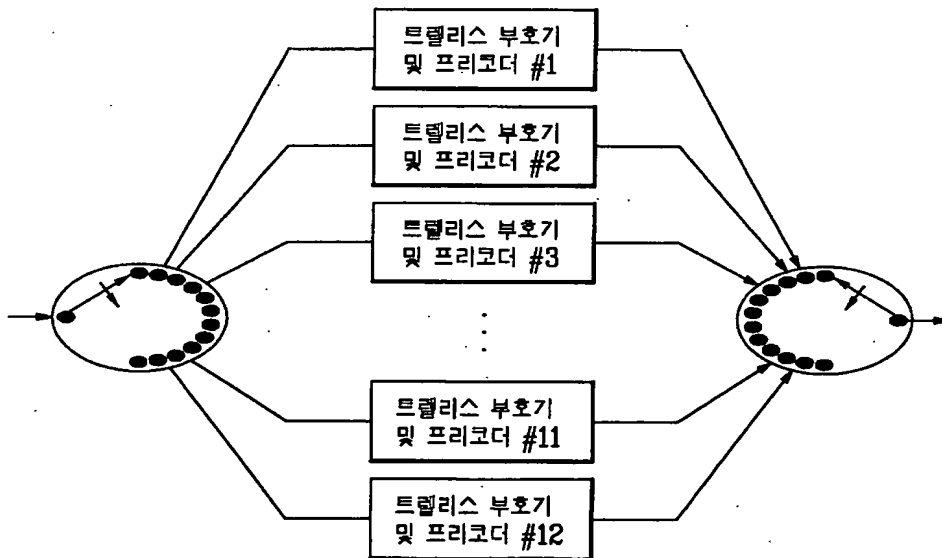 트렐리스 부호기
및 프리코더 #1
트렐리스 부호기
및 프리코더 #2
트렐리스 부호기
및 프리코더 #3
트렐리스 부호기
및 프리코더 #11
트렐리스 부호기
및 프리코더 #12